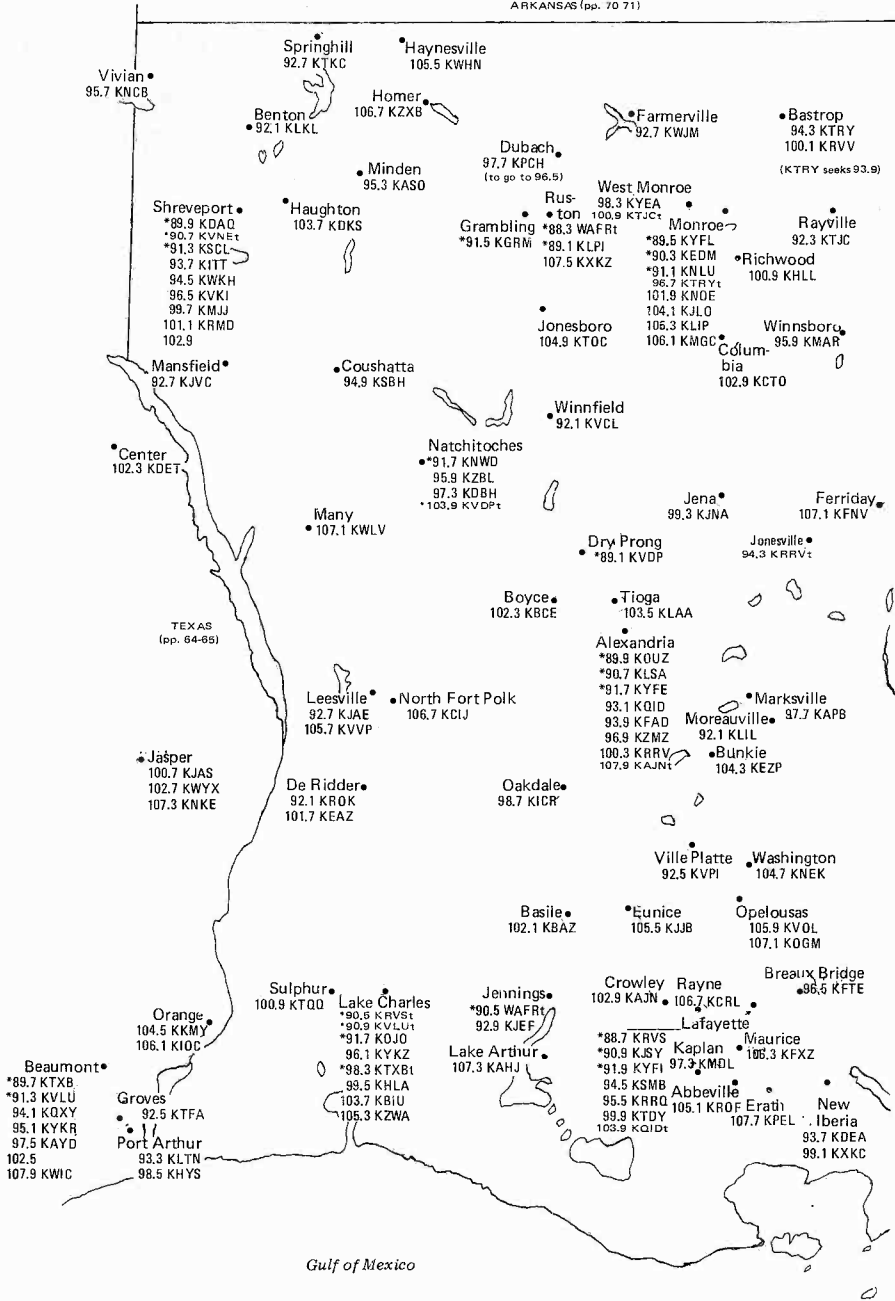 ARKANSAS (pp. 70 71)
Springhill
92.7 KTKC
Haynesville
105.5 KWHN
Vivian
95.7 KNCB
Homer
106.7 KZXB
Benton
92.1 KLKL
Farmerville
92.7 KWJM
Bastrop
94.3 KTRY
100.1 KRVV
(KTRY seeks 93.9)
Dubach
97.7 KPCH
(to go to 96.5)
Minden
95.3 KASO
Shreveport
*89.9 KDAQ
*90.7 KVNEt
*91.3 KSCL
93.7 KITT
94.5 KWKH
96.5 KVKI
99.7 KMJJ
101.1 KRMD
102.9
Haughton
103.7 KDKS
Grambling
*91.5 KGRM
Rus-
ton
*88.3 WAFRt
*89.1 KLPI
107.5 KXKZ
West Monroe
98.3 KYEA
100.9 KTJCt
Monroe
*89.5 KYFL
*90.3 KEDM
*91.1 KNLU
96.7 KTRYt
101.9 KNOE
104.1 KJLO
105.3 KLIP
106.1 KMGC
Rayville
92.3 KTJC
Richwood
100.9 KHLL
Jonesboro
104.9 KTOC
Winnsboro
95.9 KMAR
Colum-
bia
102.9 KCTO
Mansfield
92.7 KJVC
Coushatta
94.9 KSBH
Winnfield
92.1 KVCL
Center
102.3 KDET
Natchitoches
*91.7 KNWD
95.9 KZBL
97.3 KDBH
*103.9 KVDPt
Many
107.1 KWLV
Jena
99.3 KJNA
Ferriday
107.1 KFNV
Dry Prong
*89.1 KVDP
Jonesville
94.3 KRRVt
Boyce
102.3 KBCE
Tioga
103.5 KLAA
TEXAS
(pp. 64-65)
Alexandria
*89.9 KOUZ
*90.7 KLSA
*91.7 KYFE
93.1 KQID
93.9 KFAD
96.9 KZMZ
100.3 KRRV
107.9 KAJNt
Leesville
92.7 KJAE
105.7 KVVP
North Fort Polk
106.7 KCIJ
Marksville
97.7 KAPB
Moreauville
92.1 KLIL
Bunkie
104.3 KEZP
Jasper
100.7 KJAS
102.7 KWYX
107.3 KNKE
De Ridder
92.1 KROK
101.7 KEAZ
Oakdale
98.7 KICR
Ville Platte
92.5 KVPI
Washington
104.7 KNEK
Basile
102.1 KBAZ
Eunice
105.5 KJJB
Opelousas
105.9 KVOL
107.1 KOGM
Breaux Bridge
96.5 KFTE
Sulphur
100.9 KTQQ
Lake Charles
*90.5 KRVSt
*90.9 KVLUt
*91.7 KOJO
96.1 KYKZ
*98.3 KTXBt
99.5 KHLA
103.7 KBIU
105.3 KZWA
Jennings
*90.5 WAFRt
92.9 KJEF
Crowley
102.9 KAJN
Rayne
106.7 KCRL
Lafayette
*88.7 KRVS
*90.9 KJSY
*91.9 KYFI
94.5 KSMB
95.5 KRRQ
99.9 KTDY
103.9 KQIDt
Orange
104.5 KKMY
106.1 KIOC
Lake Arthur
107.3 KAHJ
Kaplan
97.3 KMDL
Maurice
106.3 KFXZ
Beaumont
*89.7 KTXB
*91.3 KVLU
94.1 KQXY
95.1 KYKR
97.5 KAYD
102.5
107.9 KWIC
Groves
92.5 KTFA
Port Arthur
93.3 KLTN
98.5 KHYS
Abbeville
105.1 KROF
Erath
107.7 KPEL
New
Iberia
93.7 KDEA
99.1 KXKC
Gulf of Mexico